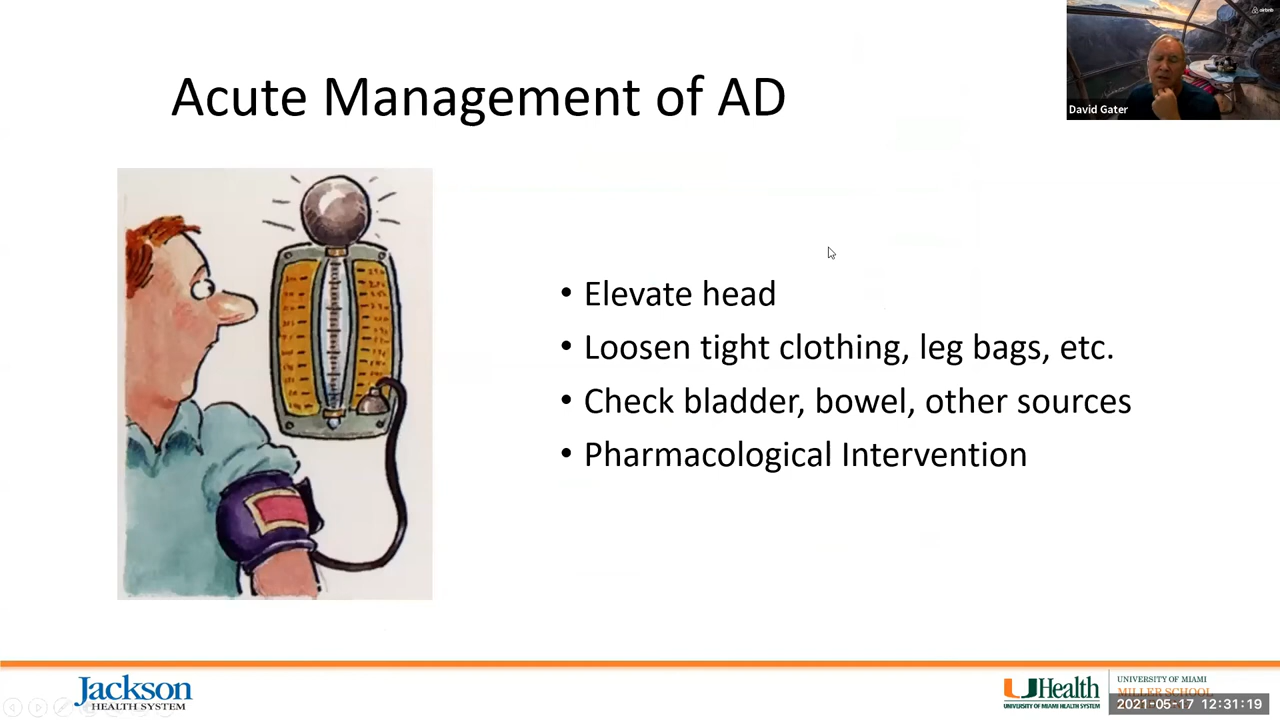 airbnb
David Gater
Acute Management of AD
• Elevate head
• Loosen tight clothing, leg bags, etc.
• Check bladder, bowel, other sources
• Pharmacological Intervention
Jackson
HEALTH SYSTEM
UHealth
UNIVERSITY OF MIAMI HEALTH SYSTEM
UNIVERSITY OF MIAMI
MILLER SCHOOL
2021-05-17 12:31:19